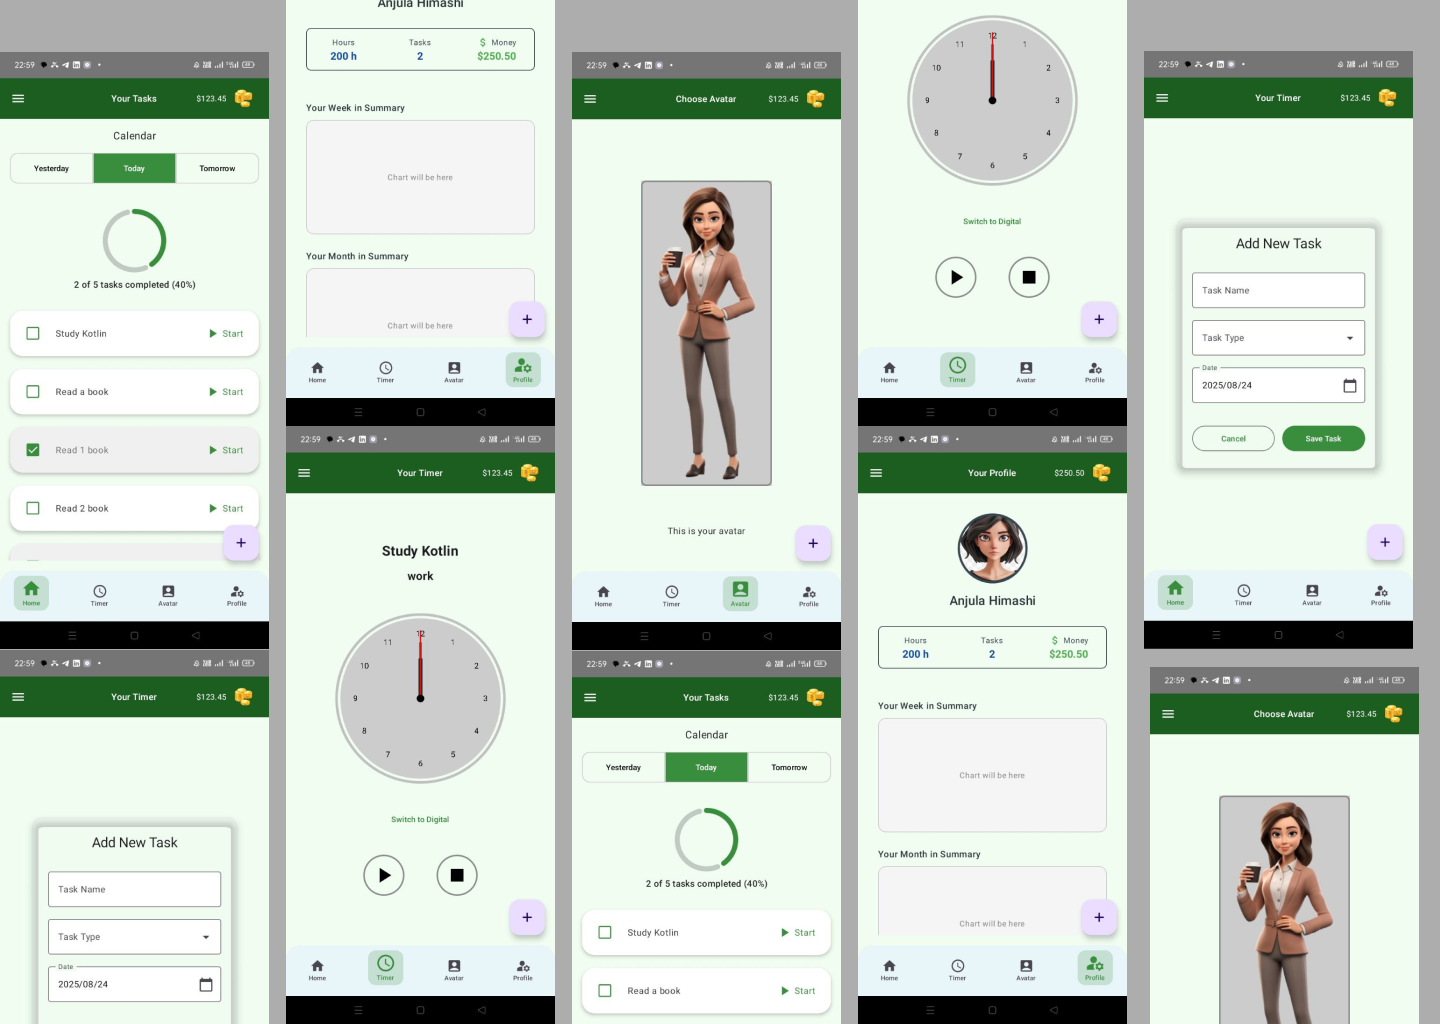 22:59
Your Tasks
$123.45
Calendar
Yesterday
Today
Tomorrow
2 of 5 tasks completed (40%)
Study Kotlin
Start
Read a book
Start
Read 1 book
Start
Read 2 book
Start
+
Home
Timer
Avatar
Profile
22:59
Your Timer
$123.45
Add New Task
Task Name
Task Type
Date
2025/08/24
Anjula Himashi
Hours
Tasks
$ Money
200 h
2
$250.50
Your Week in Summary
Chart will be here
Your Month in Summary
Chart will be here
+
Home
Timer
Avatar
Profile
22:59
Your Timer
$123.45
Study Kotlin
work
12
1
2
3
4
5
6
7
8
9
10
11
Switch to Digital
+
Home
Timer
Avatar
Profile
22:59
Choose Avatar
$123.45
This is your avatar
+
Home
Timer
Avatar
Profile
22:59
Your Tasks
$123.45
Calendar
Yesterday
Today
Tomorrow
2 of 5 tasks completed (40%)
Study Kotlin
Start
Read a book
Start
12
1
2
3
4
5
6
7
8
9
10
11
Switch to Digital
+
Home
Timer
Avatar
Profile
22:59
Your Profile
$250.50
Anjula Himashi
Hours
Tasks
$ Money
200 h
2
$250.50
Your Week in Summary
Chart will be here
Your Month in Summary
Chart will be here
+
Home
Timer
Avatar
Profile
22:59
Your Timer
$123.45
Add New Task
Task Name
Task Type
Date
2025/08/24
Cancel
Save Task
+
Home
Timer
Avatar
Profile
22:59
Choose Avatar
$123.45